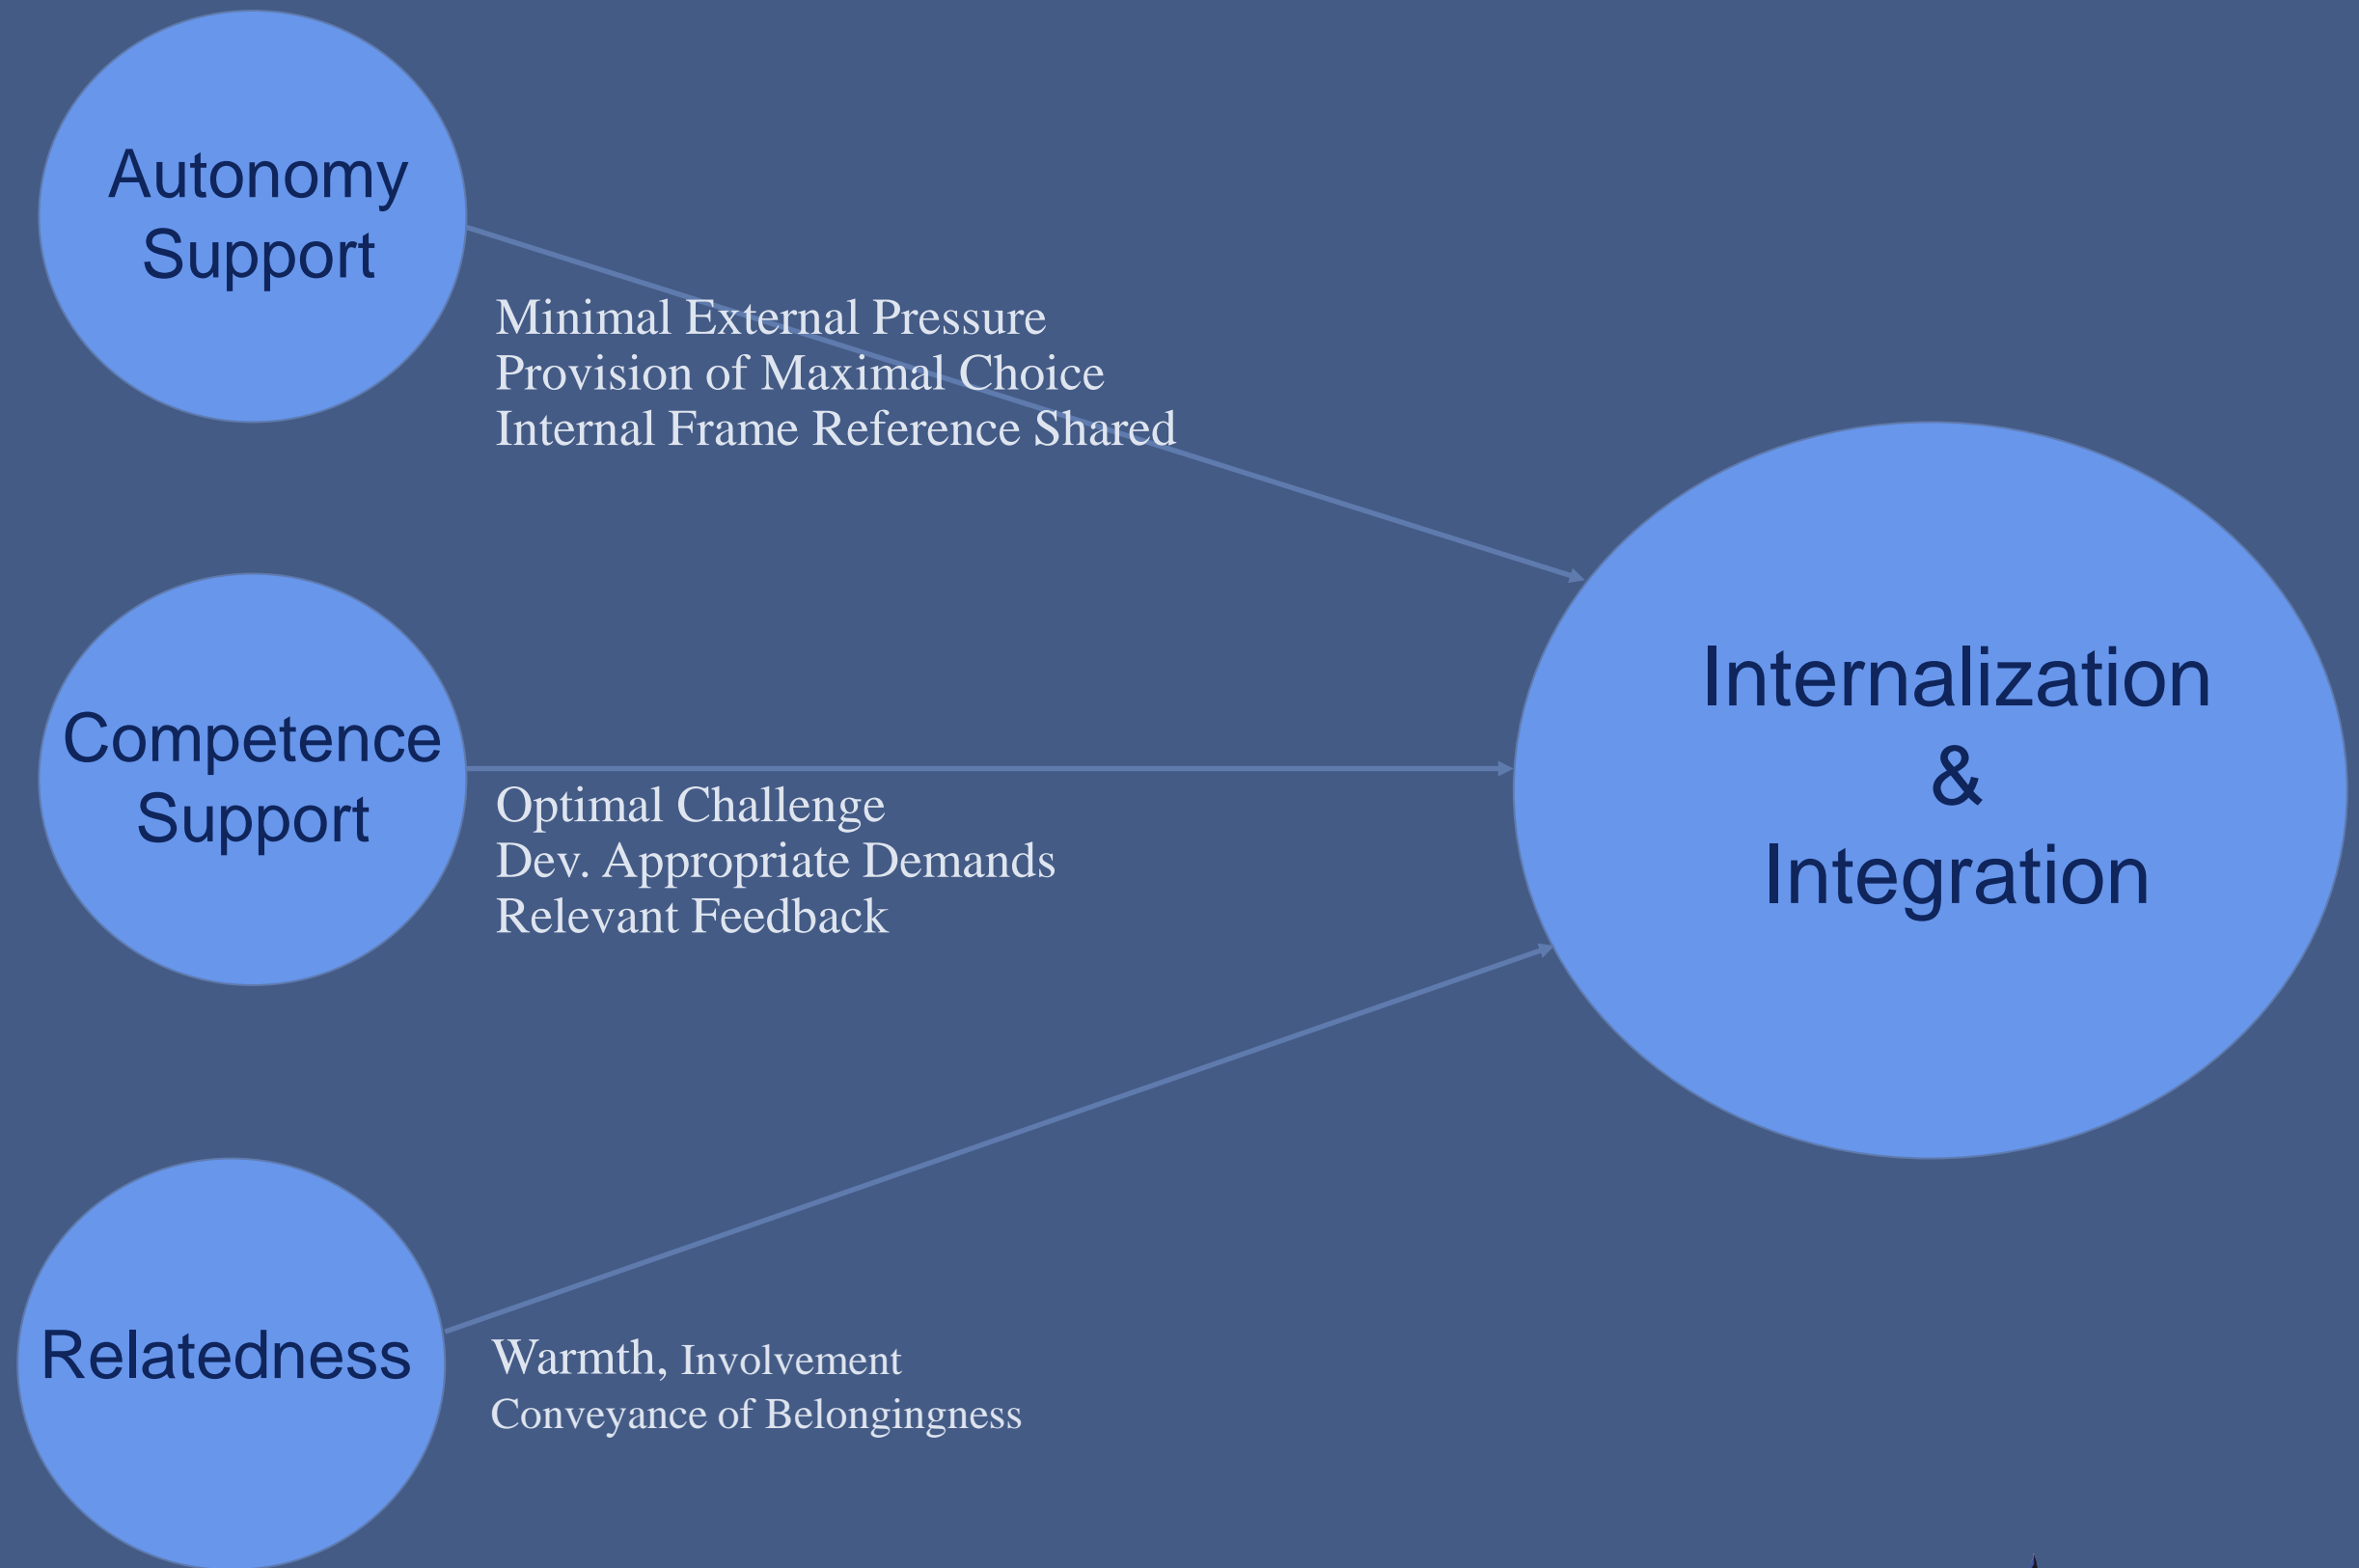 Autonomy
Support
Minimal External Pressure
Provision of Maximal Choice
Internal Frame Reference Shared
Competence
Support
Optimal Challenge
Dev. Appropriate Demands
Relevant Feedback
Relatedness
Warmth, Involvement
Conveyance of Belongingness
Internalization
&
Integration